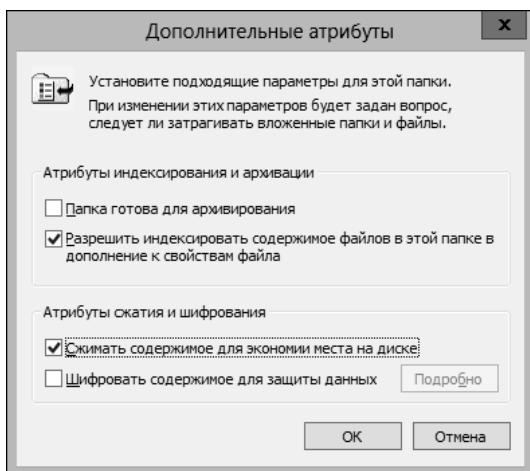 Дополнительные атрибуты
x
Установите подходящие параметры для этой папки.
При изменении этих параметров будет задан вопрос,
следует ли затрагивать вложенные папки и файлы.
Атрибуты индексирования и архивации
Папка готова для архивирования
Разрешить индексировать содержимое файлов в этой папке в
дополнение к свойствам файла
Атрибуты сжатия и шифрования
Сжимать содержимое для экономии места на диске
Шифровать содержимое для защиты данных
Подробно
ОК
Отмена